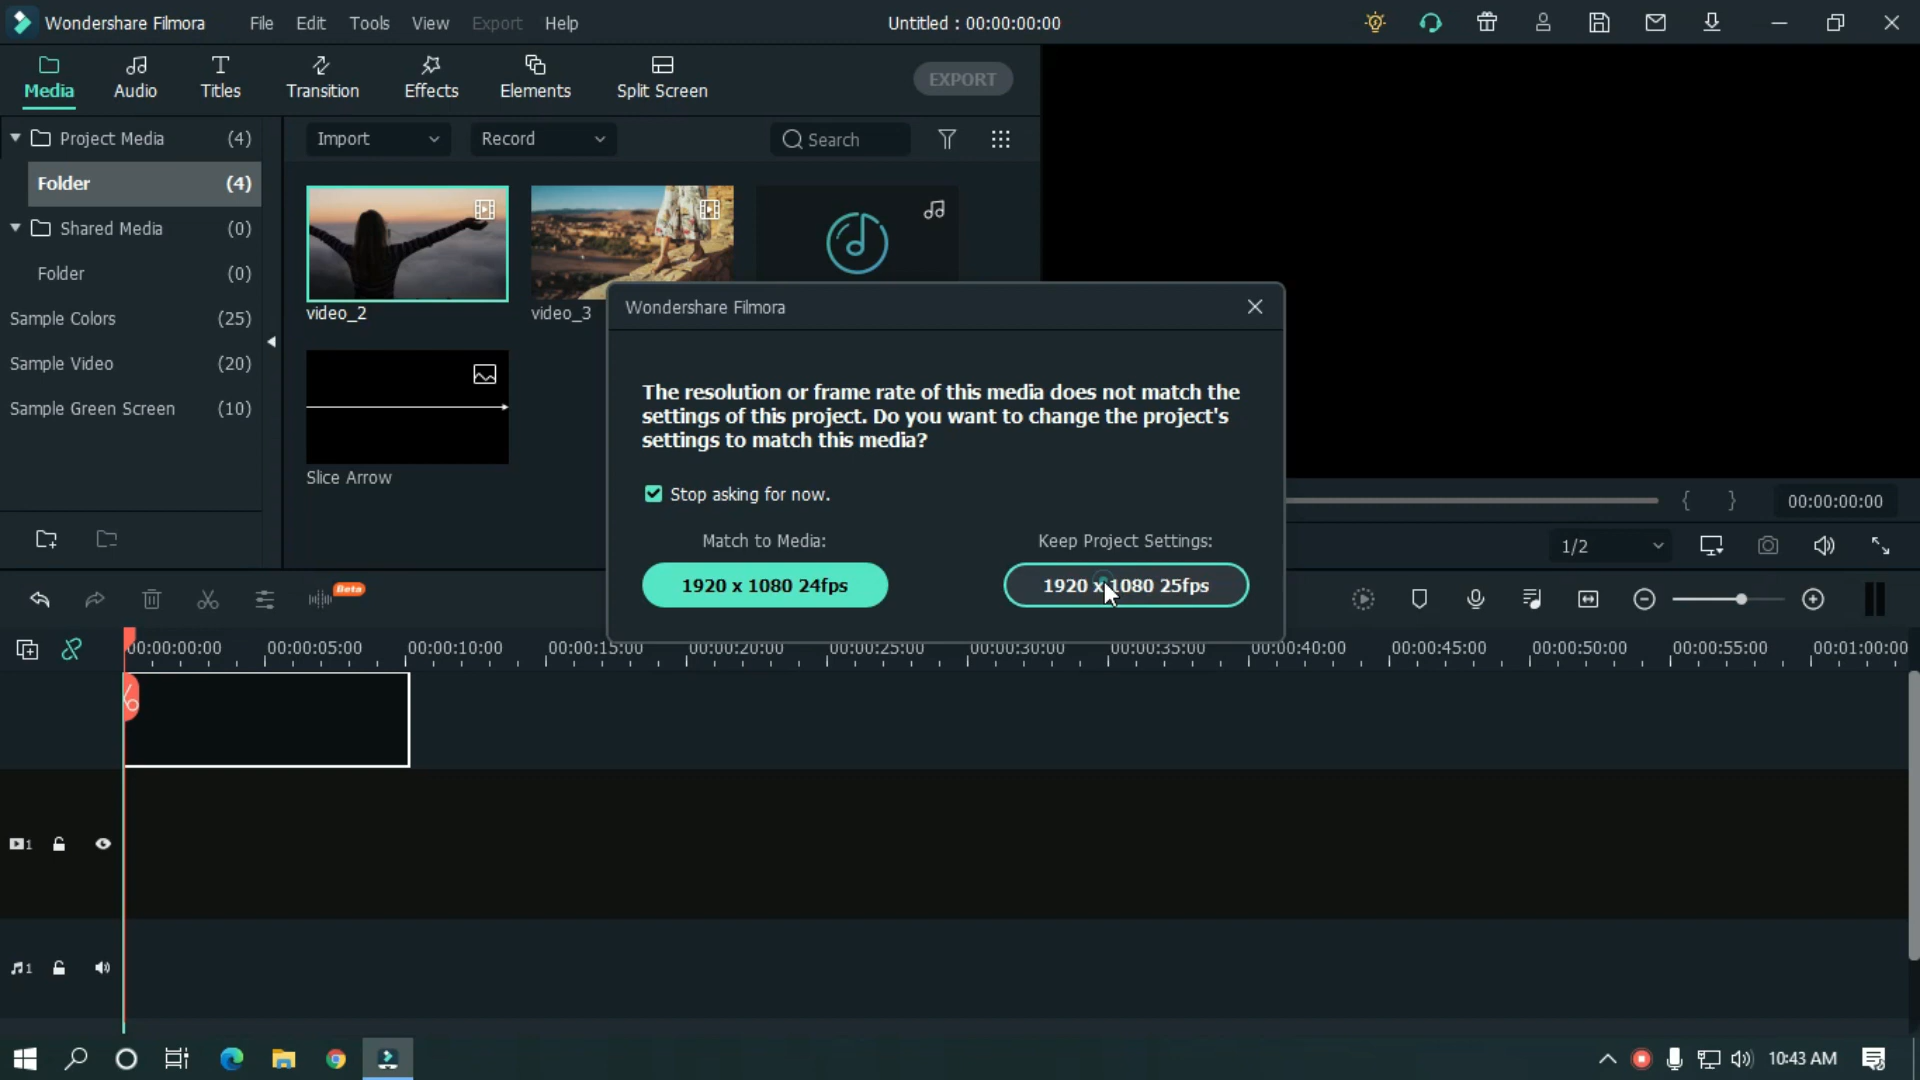 Wondershare Filmora
File Edit Tools View Export Help
Untitled : 00:00:00:00
Media
Audio
Titles
Transition
Effects
Elements
Split Screen
EXPORT
Project Media (4)
Folder (4)
Shared Media (0)
Folder (0)
Sample Colors (25)
Sample Video (20)
Sample Green Screen (10)
Import
Record
Search
video_2
video_3
Slice Arrow
Wondershare Filmora
The resolution or frame rate of this media does not match the
settings of this project. Do you want to change the project's
settings to match this media?
Stop asking for now.
Match to Media:
Keep Project Settings:
1920 x 1080 24fps
1920 x 1080 25fps
{ } 00:00:00:00
1/2
Beta
00:00:00:00 00:00:05:00 00:00:10:00 00:00:15:00 00:00:20:00 00:00:25:00 00:00:30:00 00:00:35:00 00:00:40:00 00:00:45:00 00:00:50:00 00:00:55:00 00:01:00:00
1
1
10:43 AM